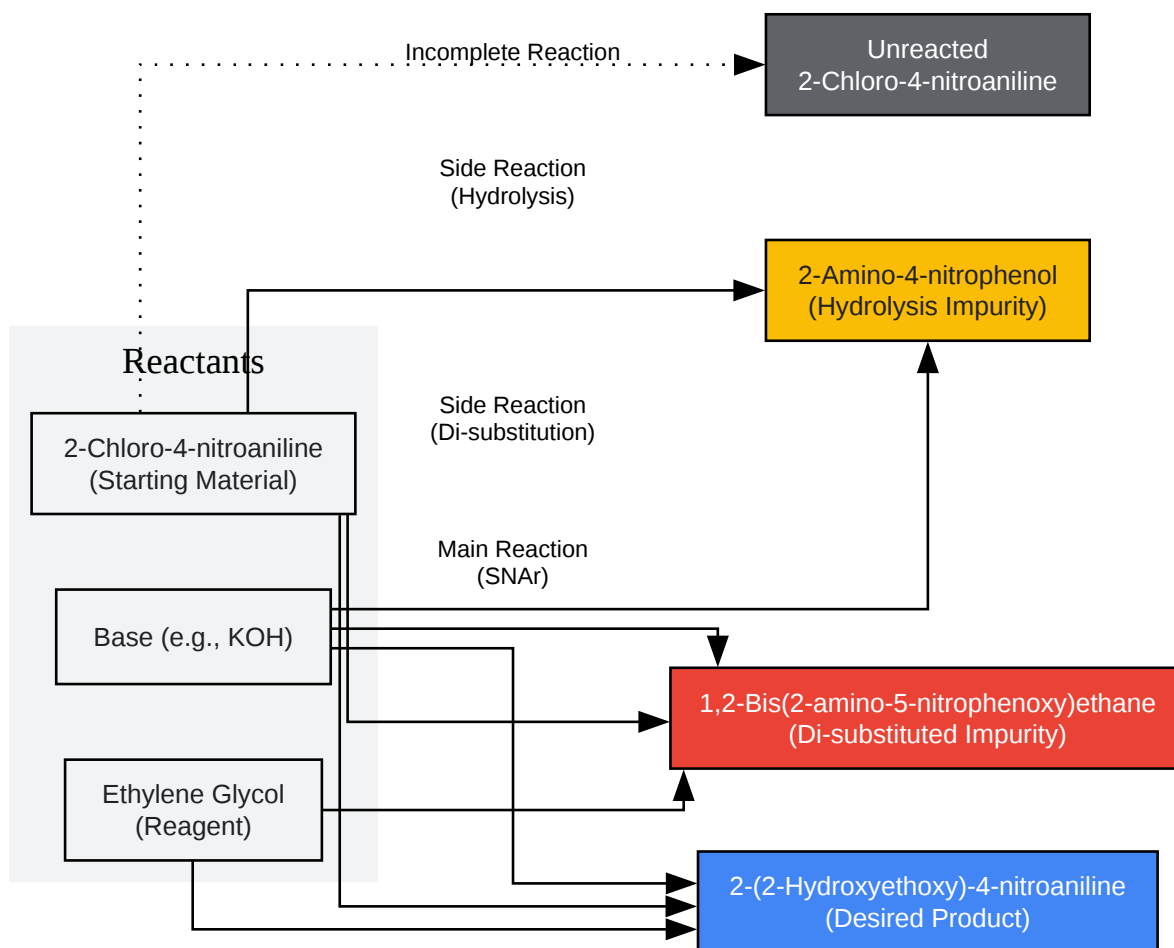 Incomplete Reaction
Unreacted
2-Chloro-4-nitroaniline
Side Reaction
(Hydrolysis)
2-Amino-4-nitrophenol
(Hydrolysis Impurity)
Reactants
2-Chloro-4-nitroaniline
(Starting Material)
Side Reaction
(Di-substitution)
Main Reaction
(SNAr)
Base (e.g., KOH)
1,2-Bis(2-amino-5-nitrophenoxy)ethane
(Di-substituted Impurity)
Ethylene Glycol
(Reagent)
2-(2-Hydroxyethoxy)-4-nitroaniline
(Desired Product)